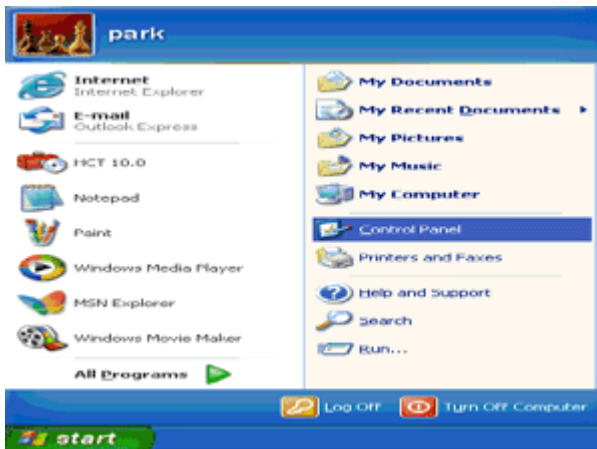 park
Internet
Internet Explorer
E-mail
Outlook Express
HCT 10.0
Notepad
Paint
Windows Media Player
MSN Explorer
Windows Movie Maker
All Programs
My Documents
My Recent Documents
My Pictures
My Music
My Computer
Control Panel
Printers and Faxes
Help and Support
Search
Run...
Log Off
Turn Off Computer
start